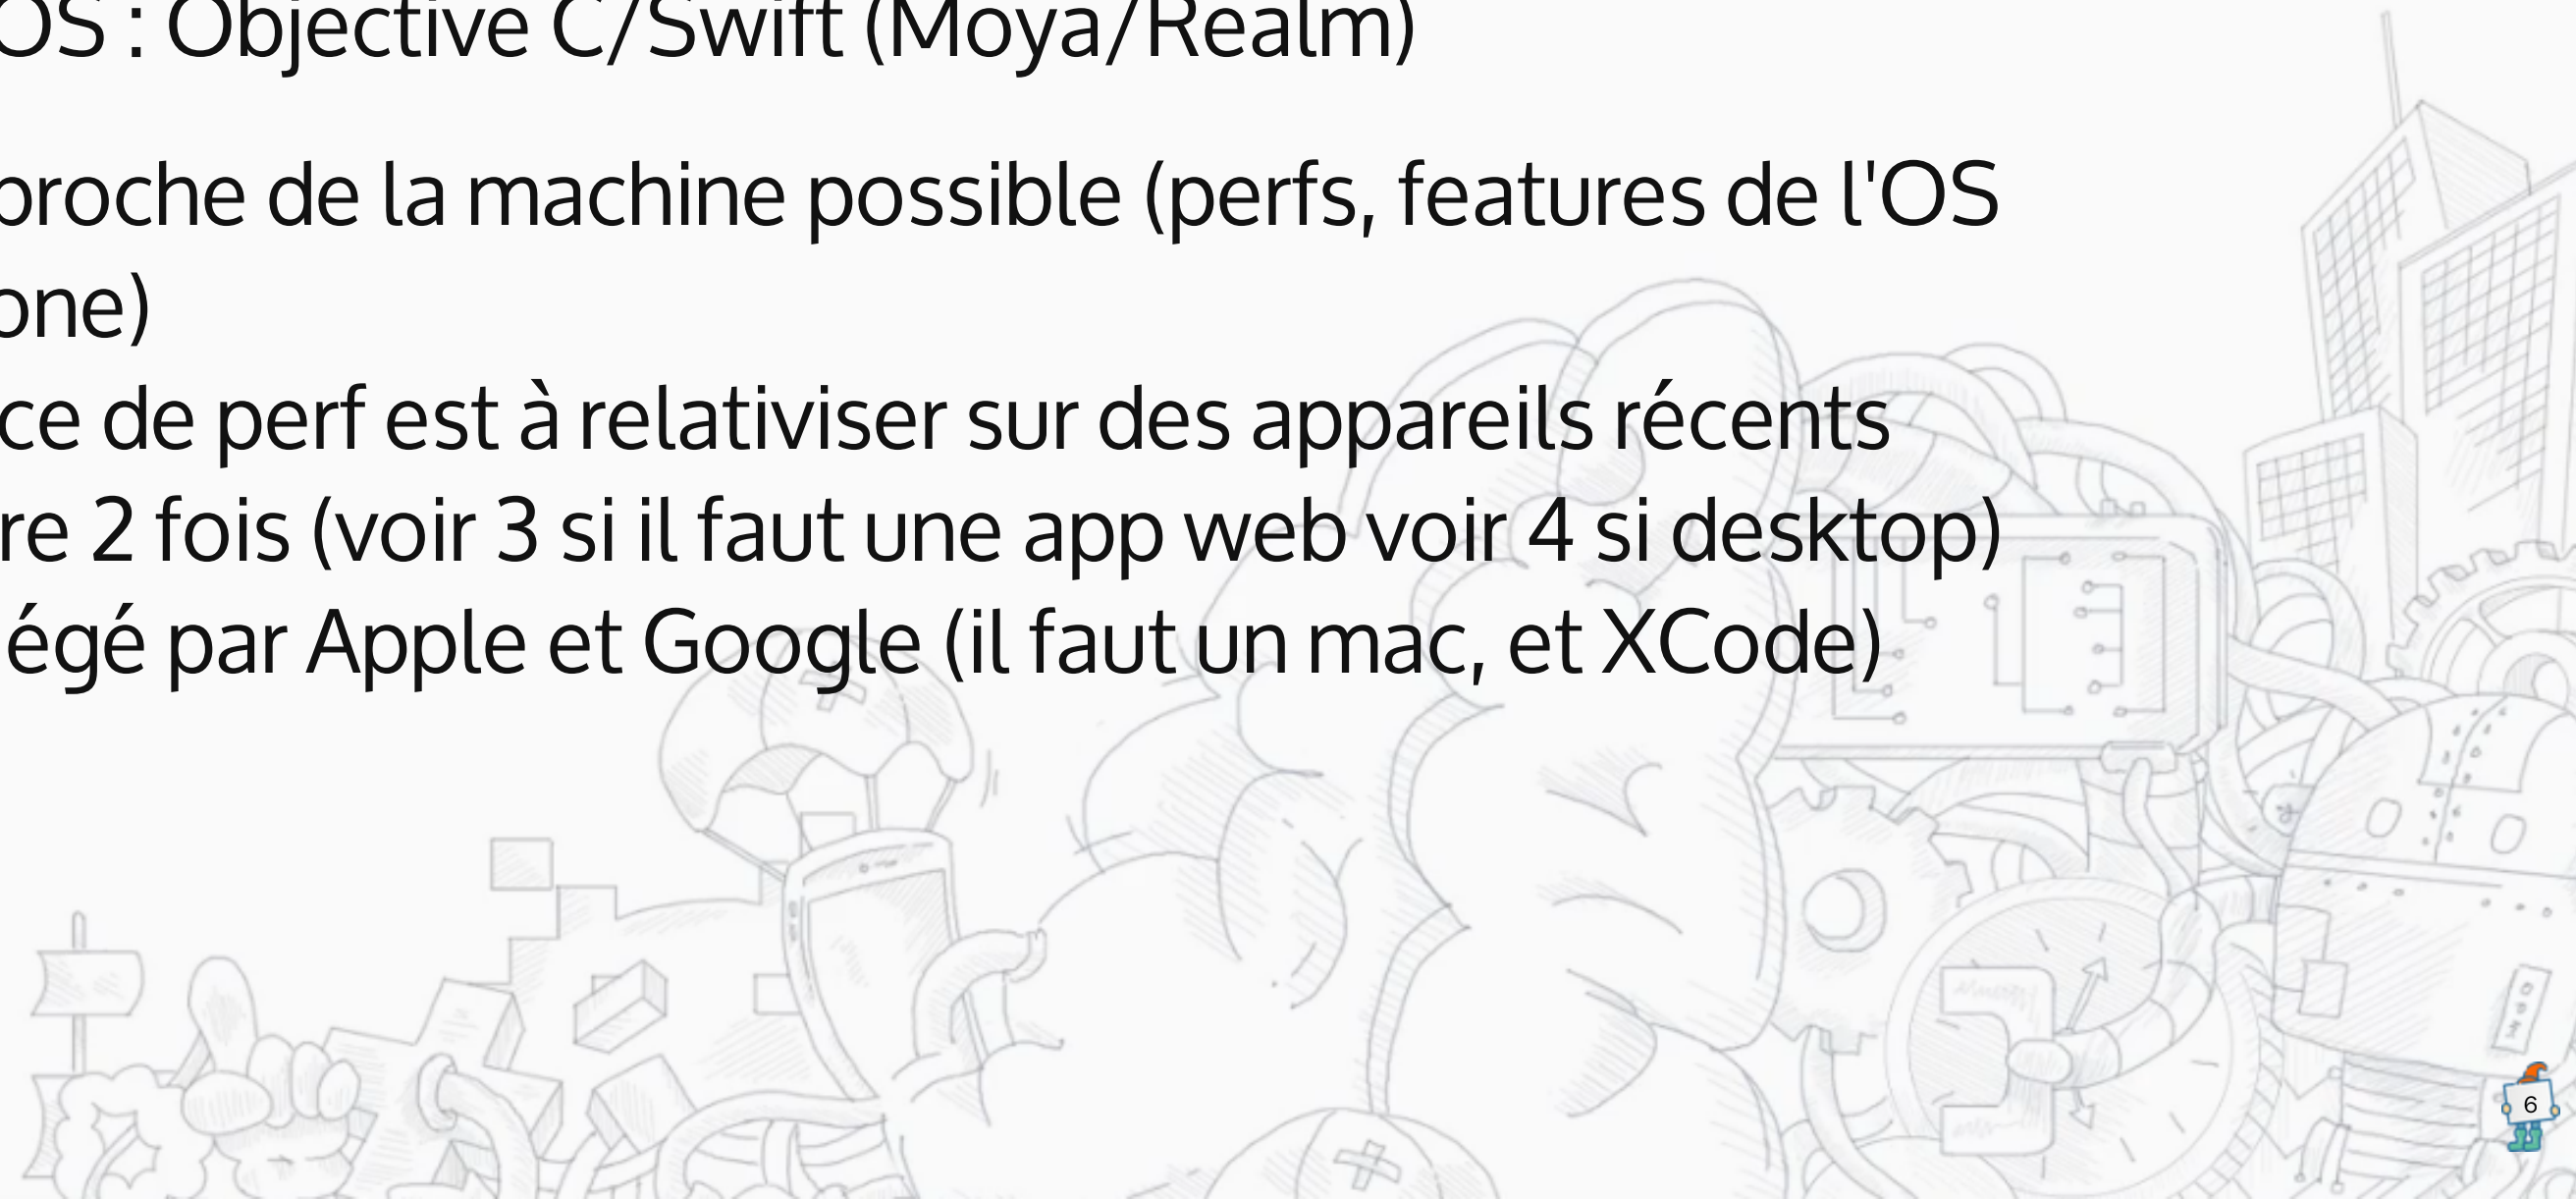 OS : Objective C/Swift (Moya/Realm)
proche de la machine possible (perfs, features de l'OS
one)
ce de perf est à relativiser sur des appareils récents
re 2 fois (voir 3 si il faut une app web voir 4 si desktop)
égé par Apple et Google (il faut un mac, et XCode)
6